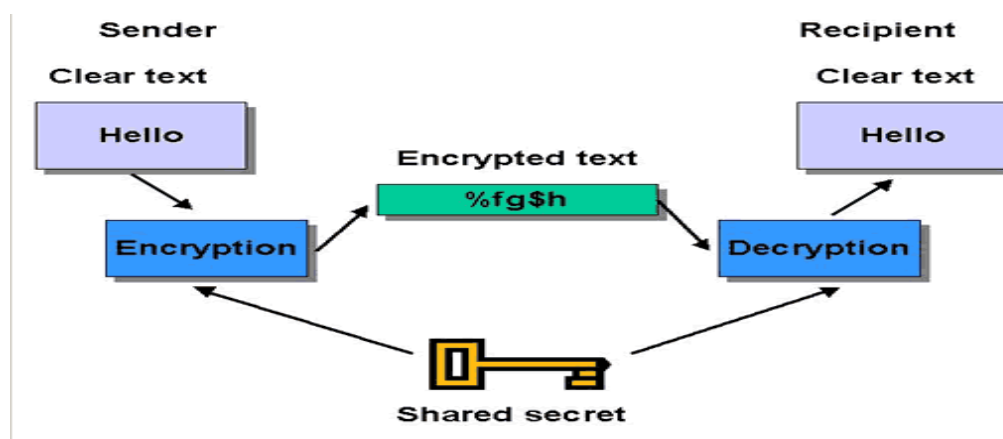 Sender
Recipient
Clear text
Clear text
Hello
Hello
Encrypted text
%fg$h
Encryption
Decryption
Shared secret